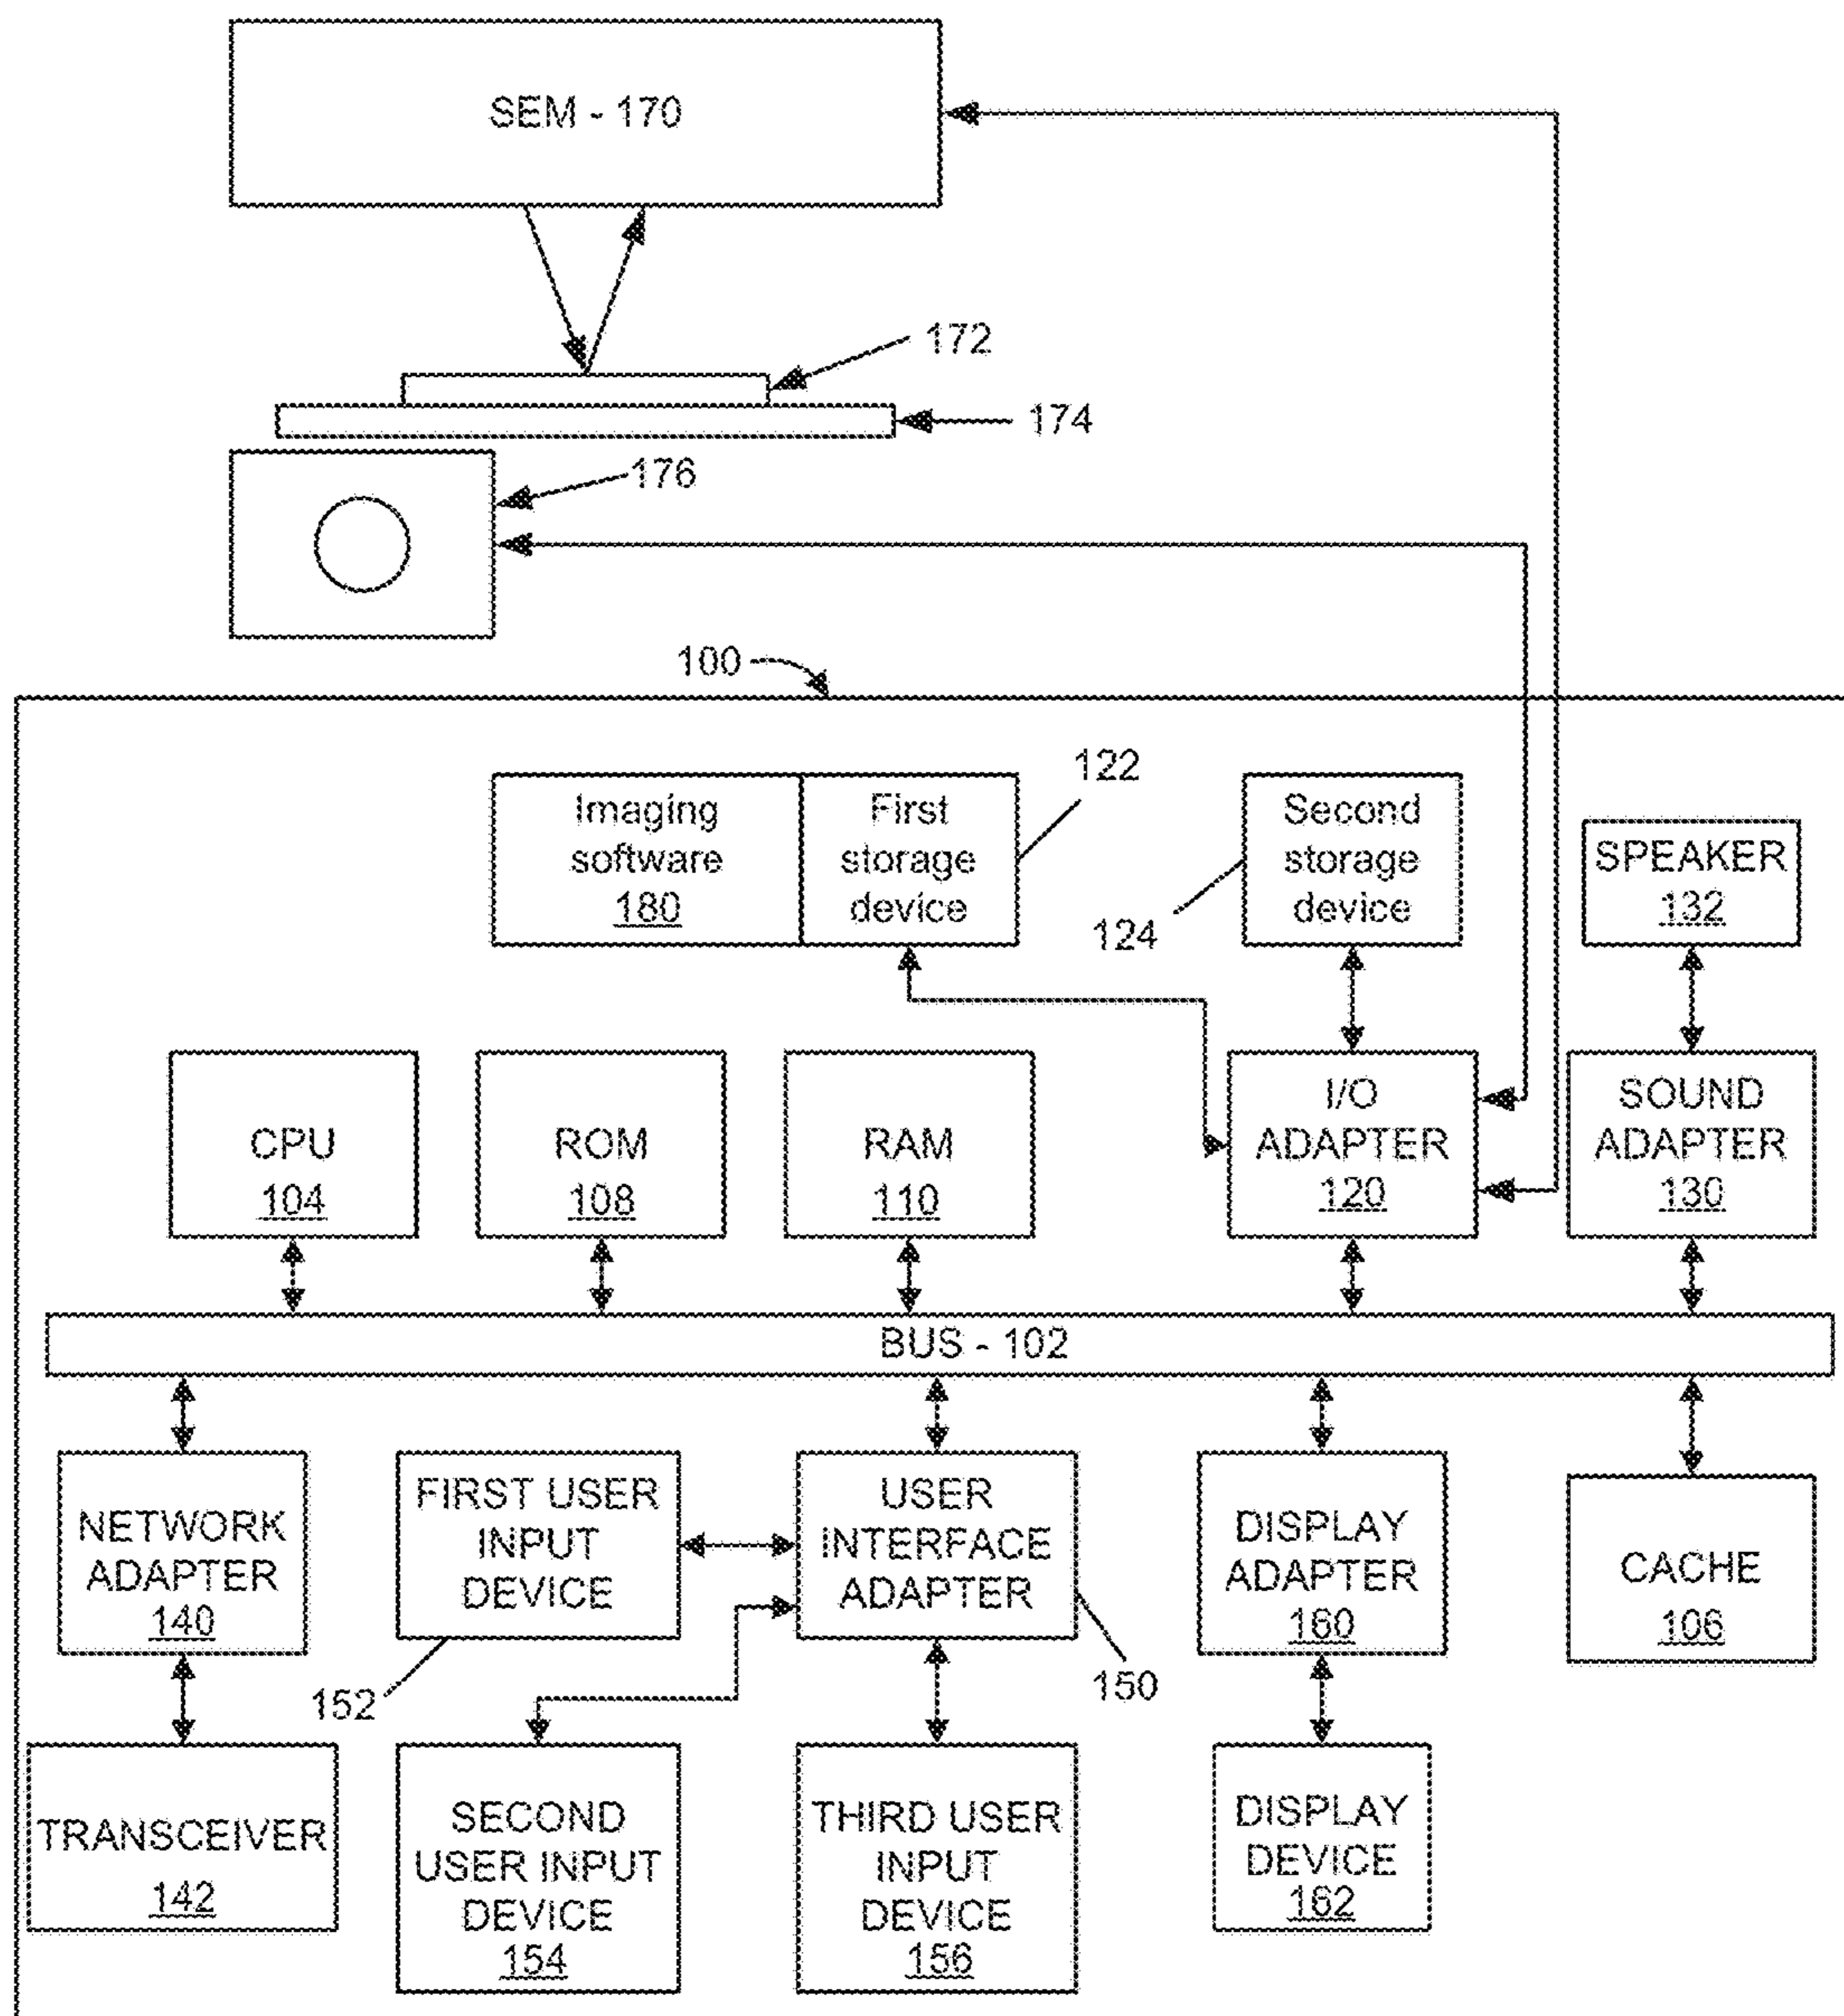 SEM - 170
172
174
176
100
Imaging
software
180
First
storage
device
122
Second
storage
device
124
SPEAKER
132
CPU
104
ROM
108
RAM
110
I/O
ADAPTER
120
SOUND
ADAPTER
130
BUS - 102
NETWORK
ADAPTER
140
FIRST USER
INPUT
DEVICE
152
USER
INTERFACE
ADAPTER
150
DISPLAY
ADAPTER
160
CACHE
106
TRANSCEIVER
142
SECOND
USER INPUT
DEVICE
154
THIRD USER
INPUT
DEVICE
156
DISPLAY
DEVICE
162